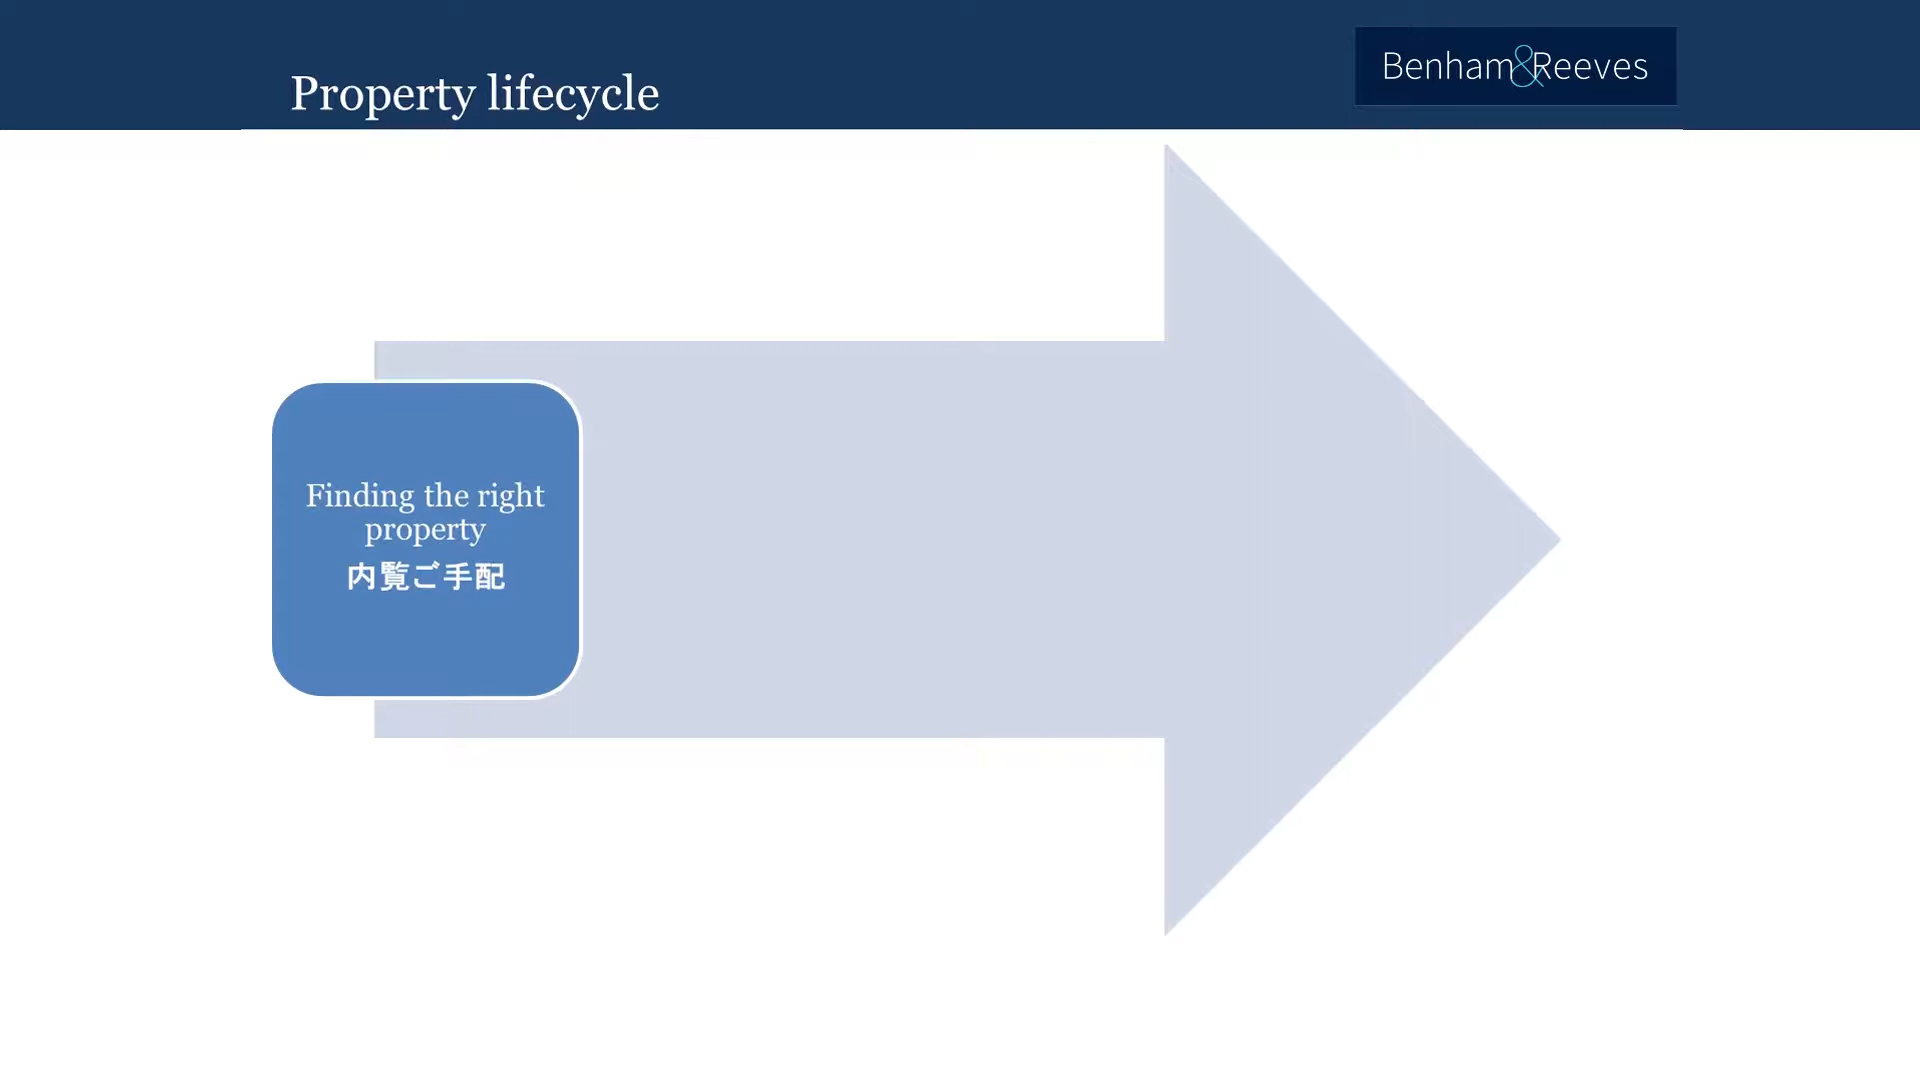 Property lifecycle
Benham&Reeves
Finding the right
property
内覧ご手配